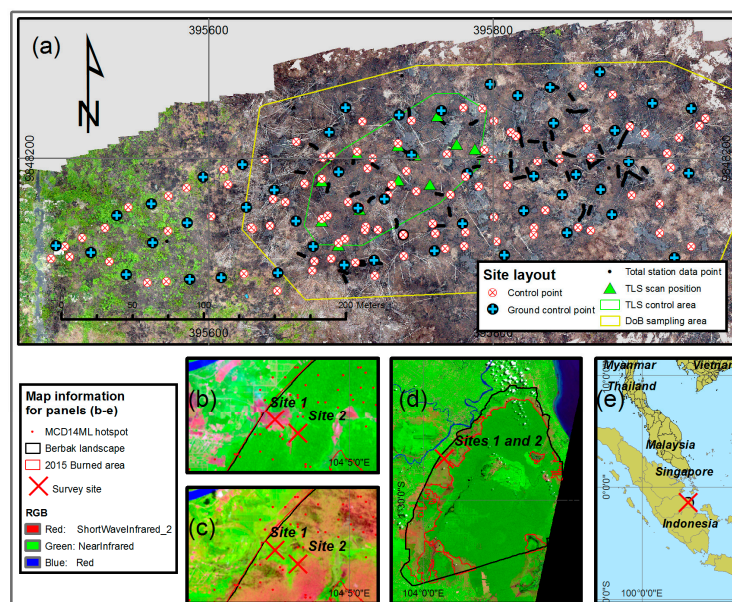 (a)
395600
395800
N
9848200
9848200
50
100
200 Meters
395600
Site layout
Control point
Ground control point
Total station data point
TLS scan position
TLS control area
DoB sampling area
Map information
for panels (b-e)
MCD14ML hotspot
Berbak landscape
2015 Burned area
Survey site
RGB
Red: ShortWaveInfrared_2
Green: NearInfrared
Blue: Red
(b)
Site 1
Site 2
104°5'0"E
(c)
Site 1
Site 2
104°5'0"E
(d)
Sites 1 and 2
1°30'0"S
104°0'0"E
(e)
Myanmar
Vietnam
Thailand
Malaysia
Singapore
0°0'0"
Indonesia
100°0'0"E